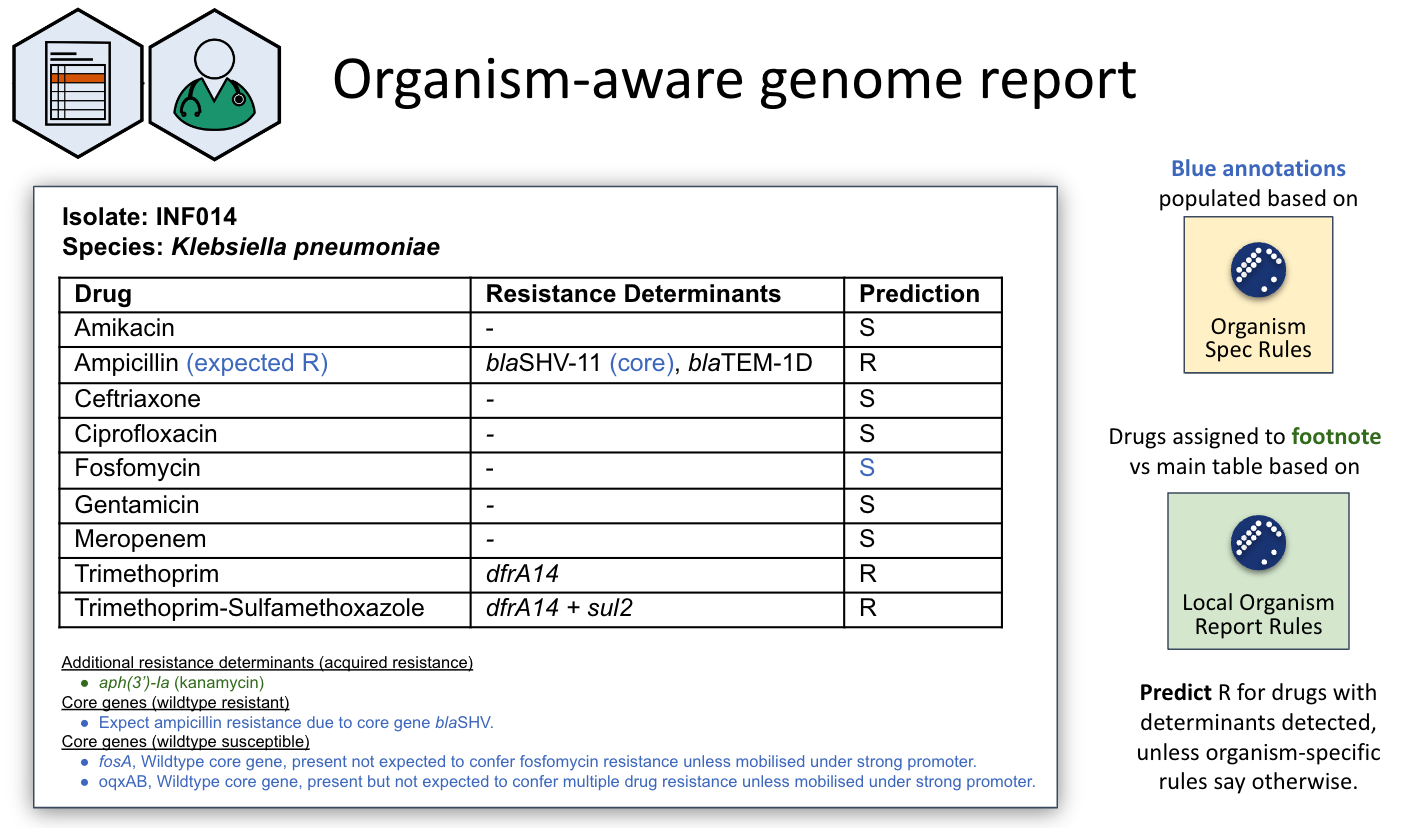 Organism-aware genome report
Isolate: INF014
Species: Klebsiella pneumoniae
Drug Resistance Determinants Prediction
Amikacin - S
Ampicillin (expected R) blaSHV-11 (core), blaTEM-1D R
Ceftriaxone - S
Ciprofloxacin - S
Fosfomycin - S
Gentamicin - S
Meropenem - S
Trimethoprim dfrA14 R
Trimethoprim-Sulfamethoxazole dfrA14 + sul2 R
Additional resistance determinants (acquired resistance)
● aph(3’)-Ia (kanamycin)
Core genes (wildtype resistant)
● Expect ampicillin resistance due to core gene blaSHV.
Core genes (wildtype susceptible)
● fosA, Wildtype core gene, present not expected to confer fosfomycin resistance unless mobilised under strong promoter.
● oqxAB, Wildtype core gene, present but not expected to confer multiple drug resistance unless mobilised under strong promoter.
Blue annotations
populated based on
Organism
Spec Rules
Drugs assigned to footnote
vs main table based on
Local Organism
Report Rules
Predict R for drugs with
determinants detected,
unless organism-specific
rules say otherwise.